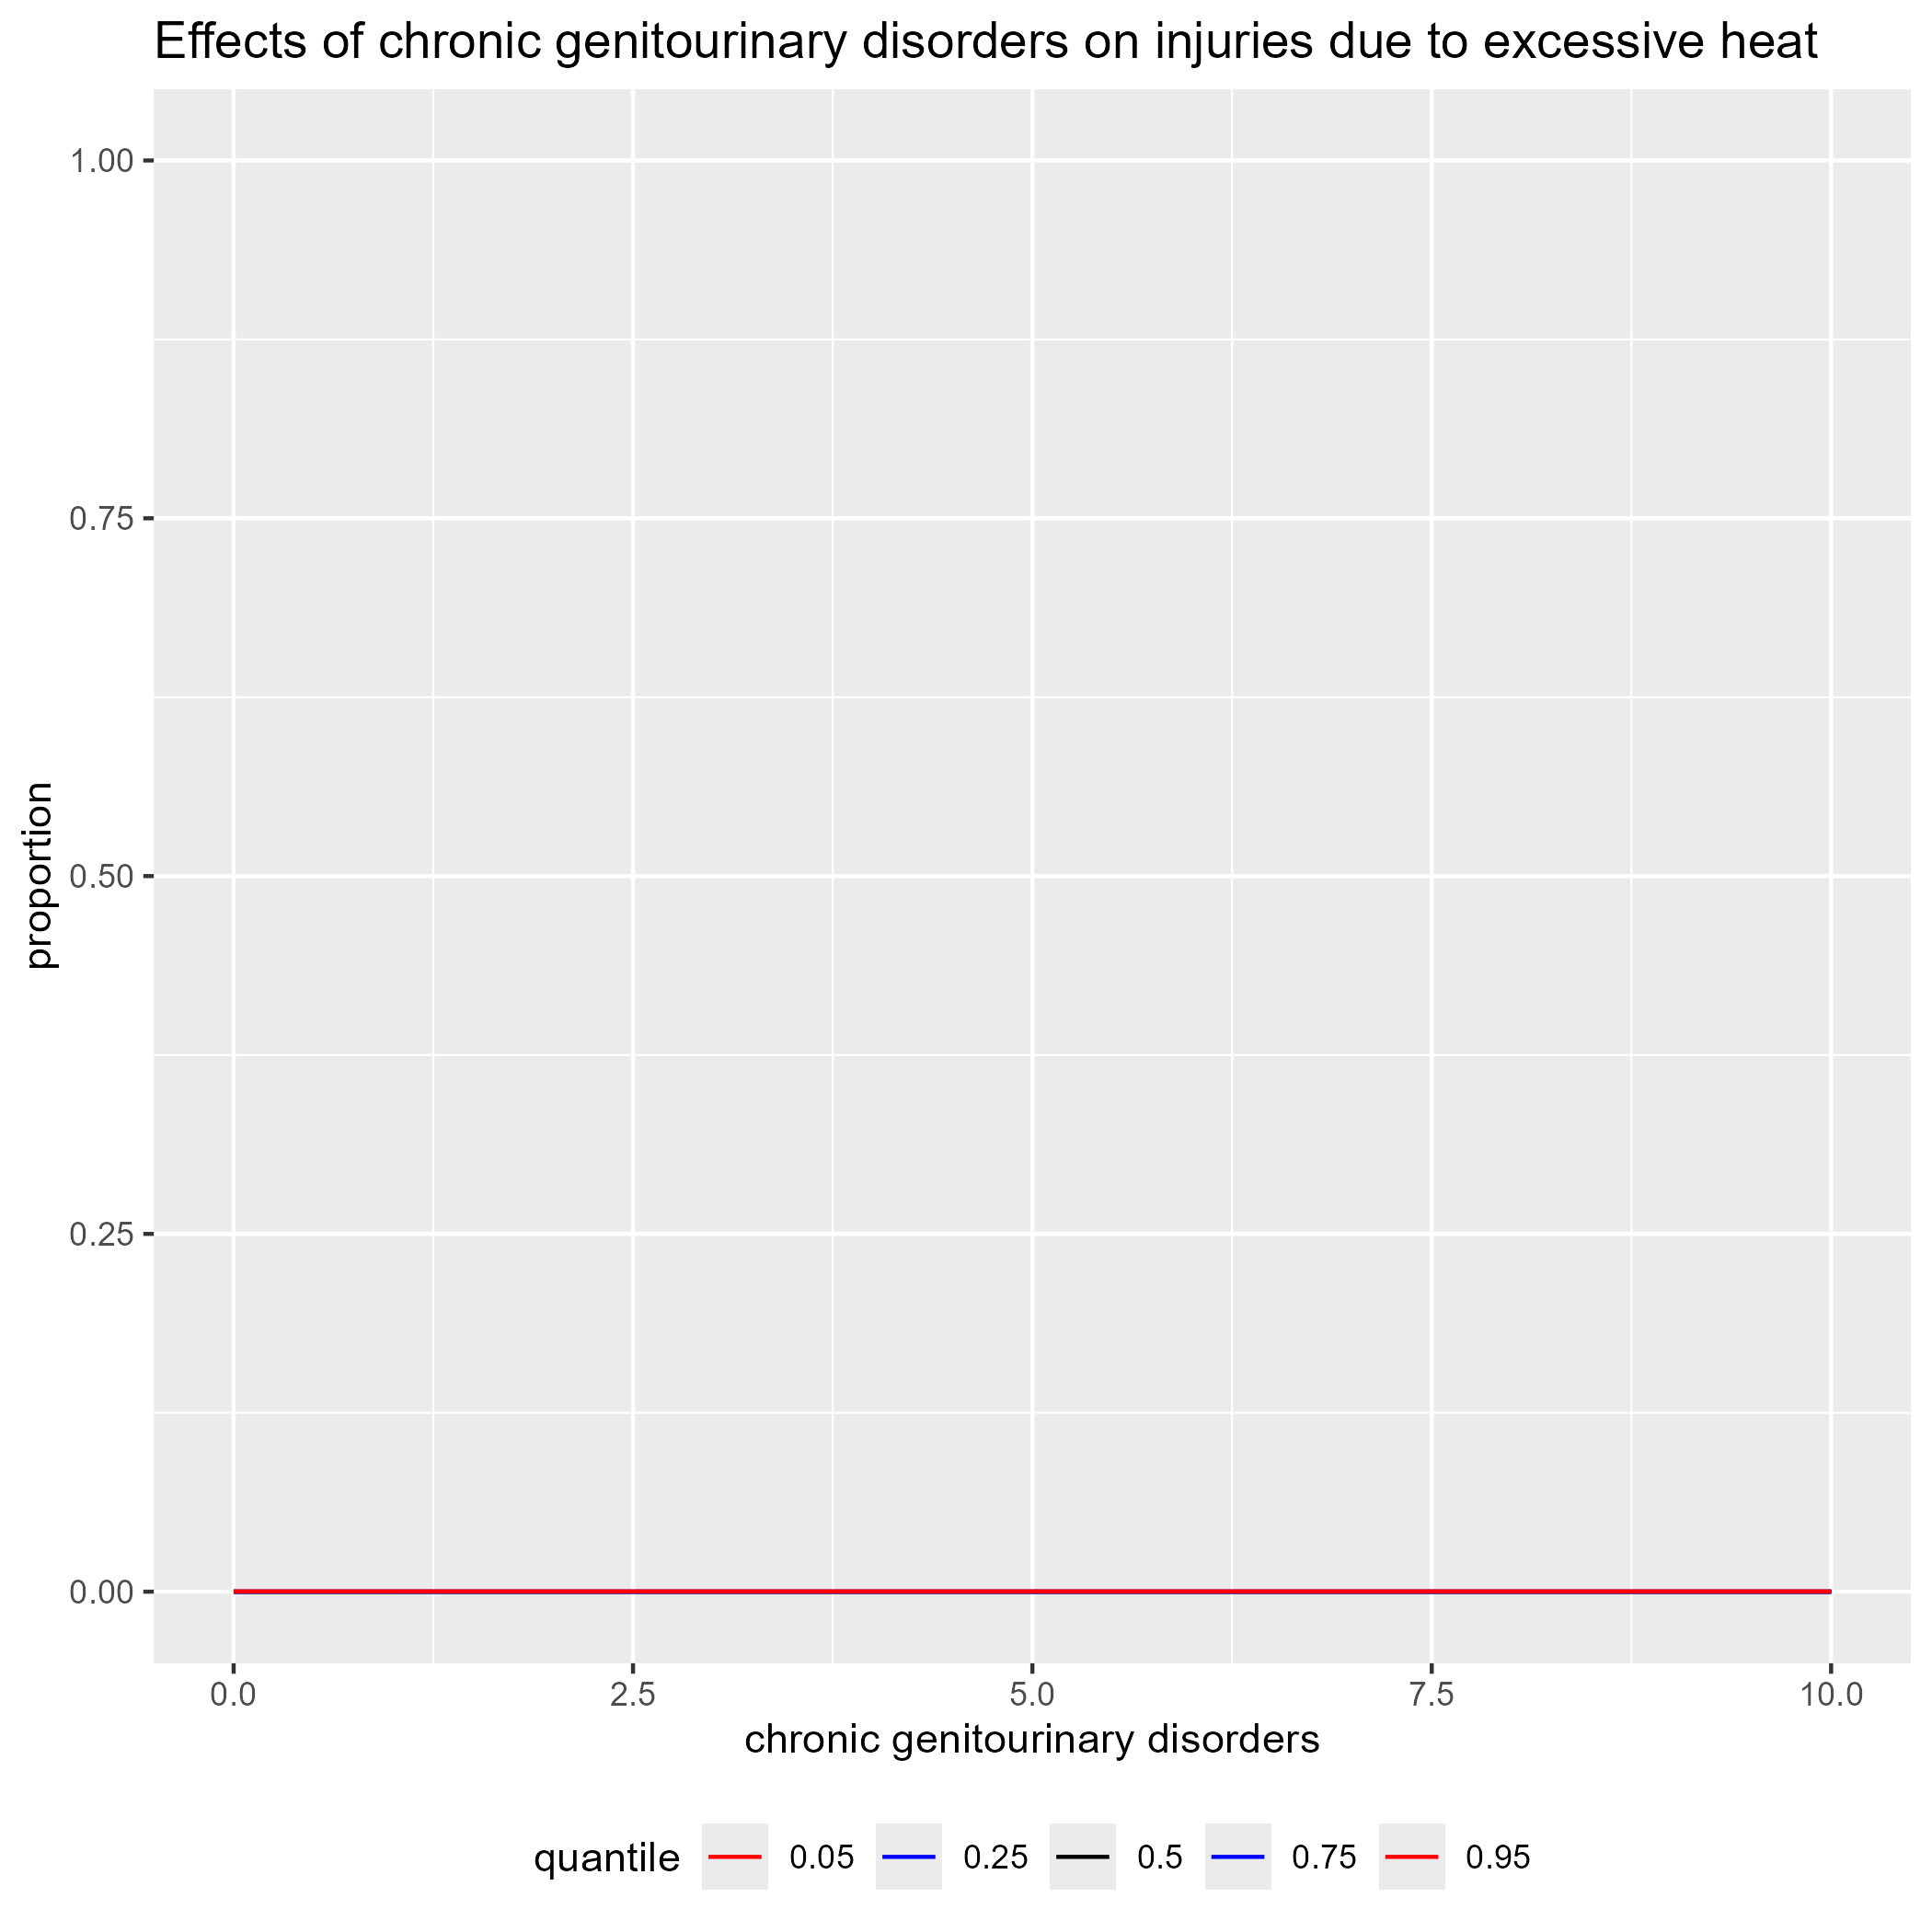 Effects of chronic genitourinary disorders on injuries due to excessive heat
1.00
0.75
0.50
0.25
0.00
proportion
0.0 2.5 5.0 7.5 10.0
chronic genitourinary disorders
quantile 0.05 0.25 0.5 0.75 0.95